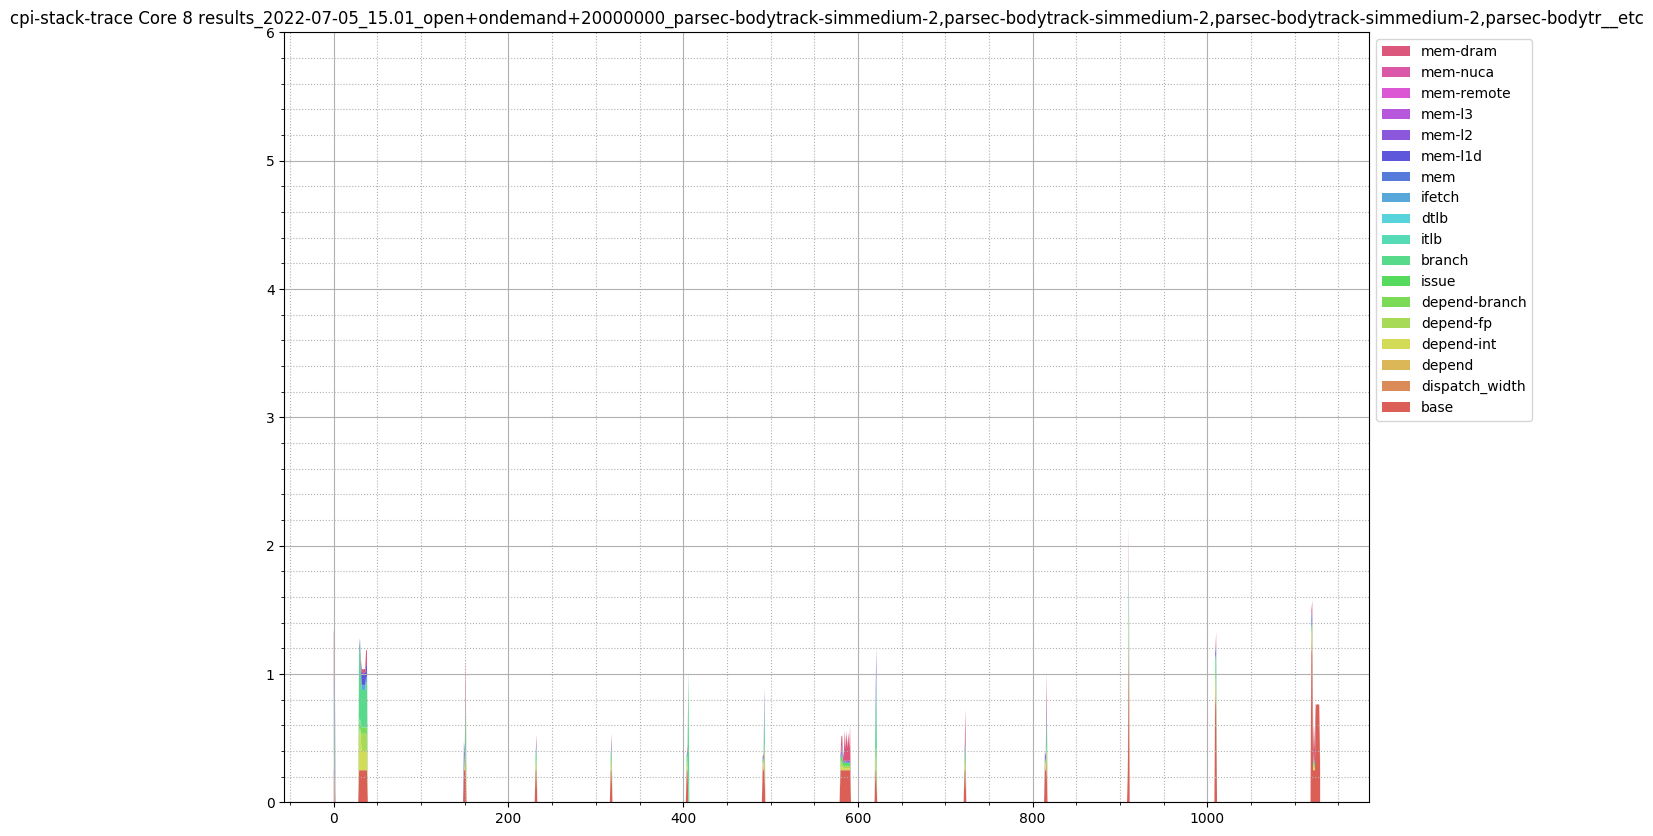 cpi-stack-trace Core 8 results_2022-07-05_15.01_open+ondemand+20000000_parsec-bodytrack-simmedium-2,parsec-bodytrack-simmedium-2,parsec-bodytrack-simmedium-2,parsec-bodytr__etc
6
5
4
3
2
1
0
0 200 400 600 800 1000
mem-dram
mem-nuca
mem-remote
mem-l3
mem-l2
mem-l1d
mem
ifetch
dtlb
itlb
branch
issue
depend-branch
depend-fp
depend-int
depend
dispatch_width
base